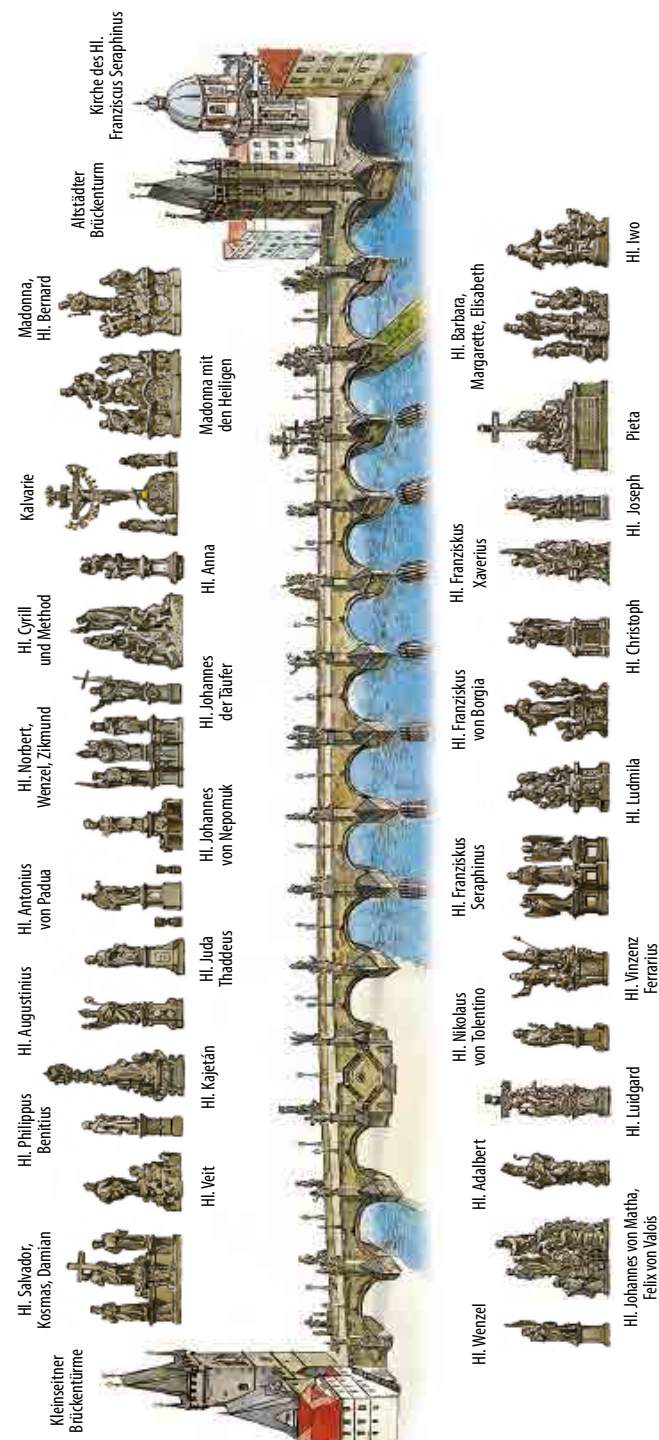 Kleinseitner
Brückentürme
Hl. Salvador,
Kosmas, Damian
Hl. Veit
Hl. Philippus
Benitius
Hl. Kajetán
Hl. Augustinius
Hl. Juda
Thaddeus
Hl. Antonius
von Padua
Hl. Johannes
von Nepomuk
Hl. Norbert,
Wenzel, Zikmund
Hl. Johannes
der Täufer
Hl. Cyrill
und Method
Hl. Anna
Kalvarie
Madonna mit
den Heiligen
Madonna,
Hl. Bernard
Altstädter
Brückenturm
Kirche des Hl.
Franziscus Seraphinus
Hl. Wenzel
Hl. Johannes von Matha,
Felix von Valois
Hl. Adalbert
Hl. Luidgard
Hl. Nikolaus
von Tolentino
Hl. Vinzenz
Ferrarius
Hl. Franziskus
Seraphinus
Hl. Ludmila
Hl. Franziskus
von Borgia
Hl. Christoph
Hl. Franziskus
Xaverius
Hl. Joseph
Pieta
Hl. Barbara,
Margarette, Elisabeth
Hl. Iwo